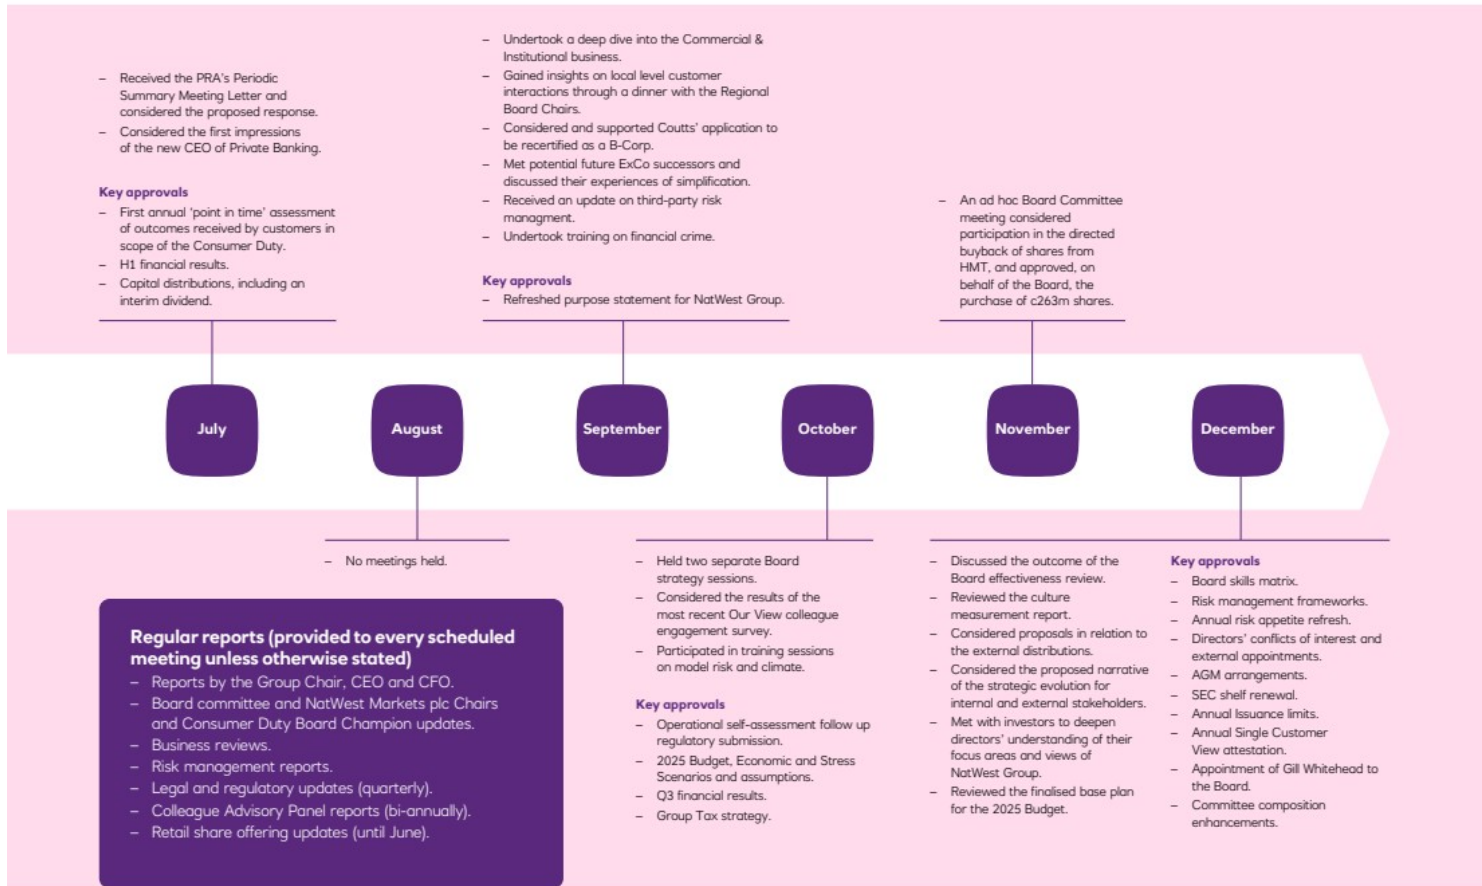 – Received the PRA's Periodic
Summary Meeting Letter and
considered the proposed response.
– Considered the first impressions
of the new CEO of Private Banking.
Key approvals
– First annual 'point in time' assessment
of outcomes received by customers in
scope of the Consumer Duty.
– H1 financial results.
– Capital distributions, including an
interim dividend.
– Undertook a deep dive into the Commercial &
Institutional business.
– Gained insights on local level customer
interactions through a dinner with the Regional
Board Chairs.
– Considered and supported Coutts' application to
be recertified as a B-Corp.
– Met potential future ExCo successors and
discussed their experiences of simplification.
– Received an update on third-party risk
managment.
– Undertook training on financial crime.
Key approvals
– Refreshed purpose statement for NatWest Group.
– An ad hoc Board Committee
meeting considered
participation in the directed
buyback of shares from
HMT, and approved, on
behalf of the Board, the
purchase of c263m shares.
July
August
September
October
November
December
– No meetings held.
Regular reports (provided to every scheduled
meeting unless otherwise stated)
– Reports by the Group Chair, CEO and CFO.
– Board committee and NatWest Markets plc Chairs
and Consumer Duty Board Champion updates.
– Business reviews.
– Risk management reports.
– Legal and regulatory updates (quarterly).
– Colleague Advisory Panel reports (bi-annually).
– Retail share offering updates (until June).
– Held two separate Board
strategy sessions.
– Considered the results of the
most recent Our View colleague
engagement survey.
– Participated in training sessions
on model risk and climate.
Key approvals
– Operational self-assessment follow up
regulatory submission.
– 2025 Budget, Economic and Stress
Scenarios and assumptions.
– Q3 financial results.
– Group Tax strategy.
– Discussed the outcome of the
Board effectiveness review.
– Reviewed the culture
measurement report.
– Considered proposals in relation to
the external distributions.
– Considered the proposed narrative
of the strategic evolution for
internal and external stakeholders.
– Met with investors to deepen
directors' understanding of their
focus areas and views of
NatWest Group.
– Reviewed the finalised base plan
for the 2025 Budget.
Key approvals
– Board skills matrix.
– Risk management frameworks.
– Annual risk appetite refresh.
– Directors' conflicts of interest and
external appointments.
– AGM arrangements.
– SEC shelf renewal.
– Annual Issuance limits.
– Annual Single Customer
View attestation.
– Appointment of Gill Whitehead to
the Board.
– Committee composition
enhancements.